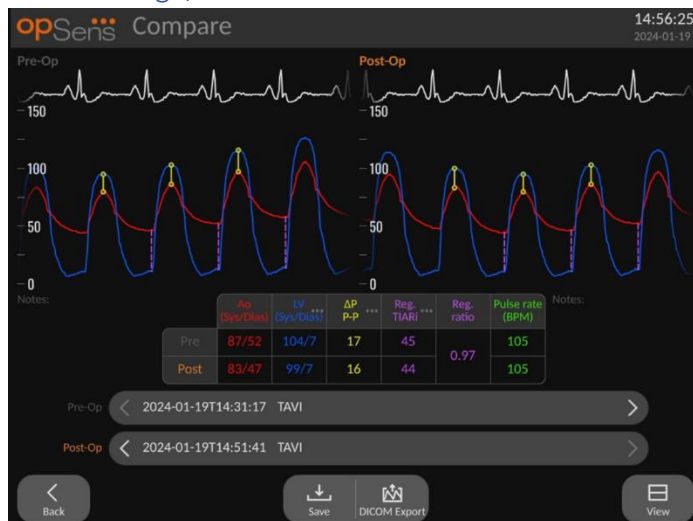 opSens Compare 14:56:25
2024-01-19
Pre-Op Post-Op
150 150
100 100
50 50
0 0
Notes: Notes:
Ao (Sys/Dias) LV (Sys/Dias) ΔP P-P Reg. TIARi Reg. ratio Pulse rate (BPM)
Pre 87/52 104/7 17 45 0.97 105
Post 83/47 99/7 16 44 105
Pre-Op 2024-01-19T14:31:17 TAVI
Post-Op 2024-01-19T14:51:41 TAVI
Back Save DICOM Export View